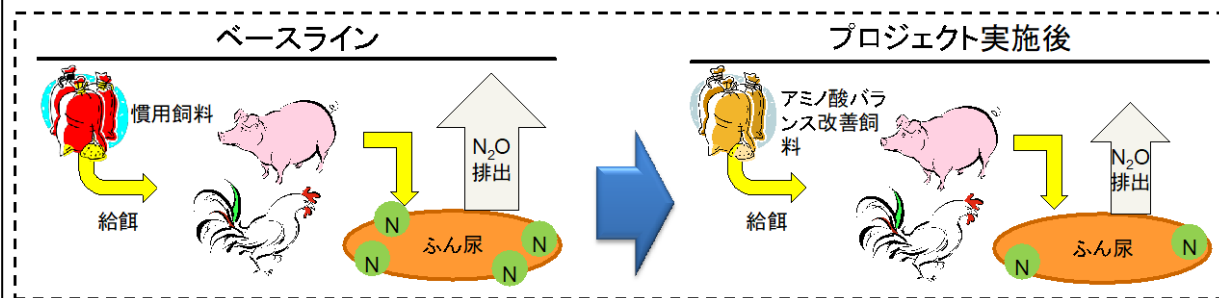 ベースライン
慣用飼料
給餌
N
N
N
N
ふん尿
N₂O
排出
プロジェクト実施後
アミノ酸バラ
ンス改善飼
料
給餌
N
N
ふん尿
N₂O
排出